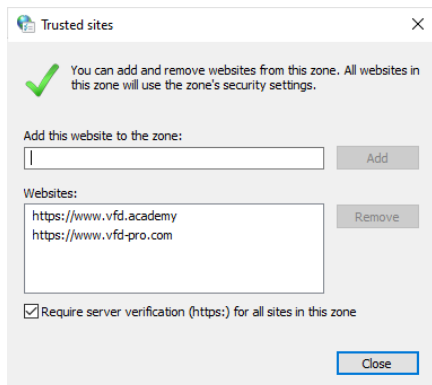 Trusted sites
You can add and remove websites from this zone. All websites in
this zone will use the zone's security settings.
Add this website to the zone:
Add
Websites:
https://www.vfd.academy
https://www.vfd-pro.com
Remove
Require server verification (https:) for all sites in this zone
Close